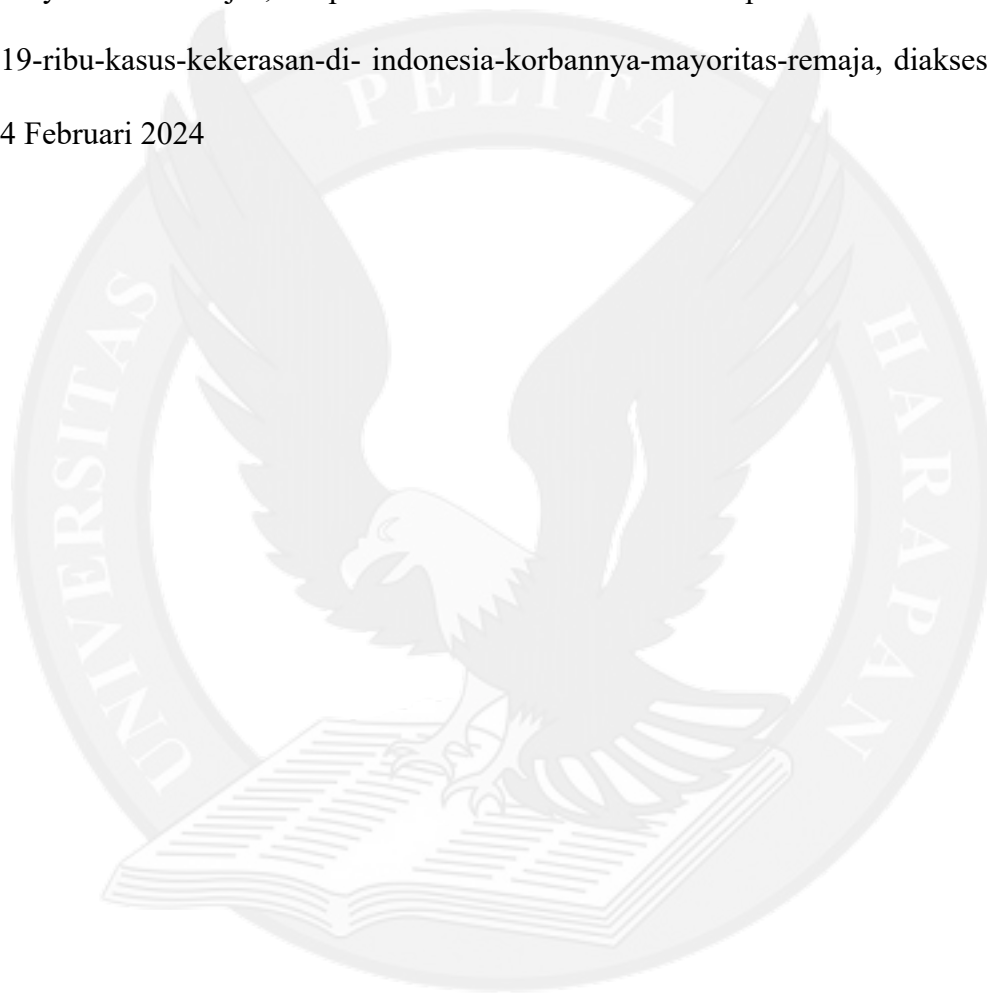 19-ribu-kasus-kekerasan-di- indonesia-korbannya-mayoritas-remaja, diakses
4 Februari 2024
UNIVERSITAS PELITA HARAPAN